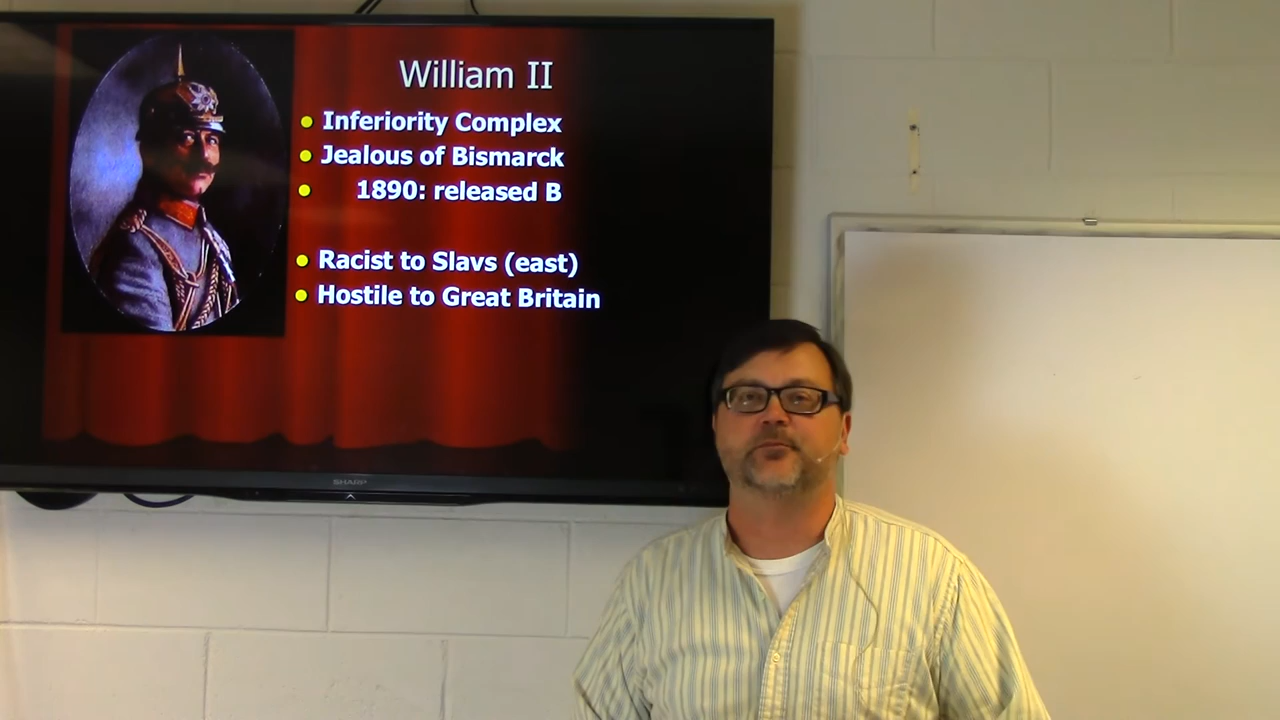 William II
Inferiority Complex
Jealous of Bismarck
1890: released B
Racist to Slavs (east)
Hostile to Great Britain
SHARP